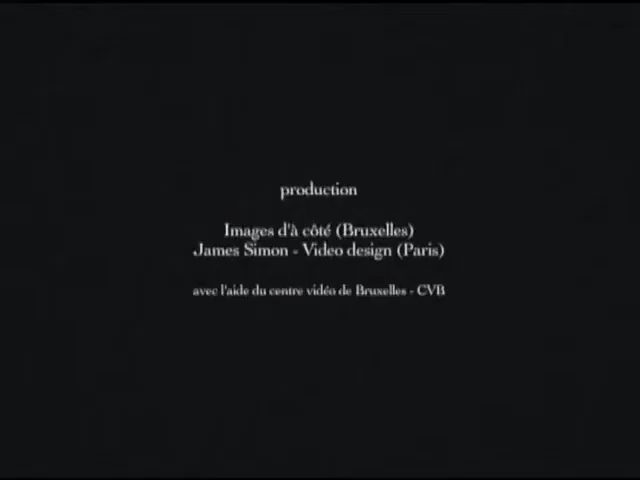 production
Images d'à côté (Bruxelles)
James Simon - Video design (Paris)
avec l'aide du centre vidéo de Bruxelles - CVB